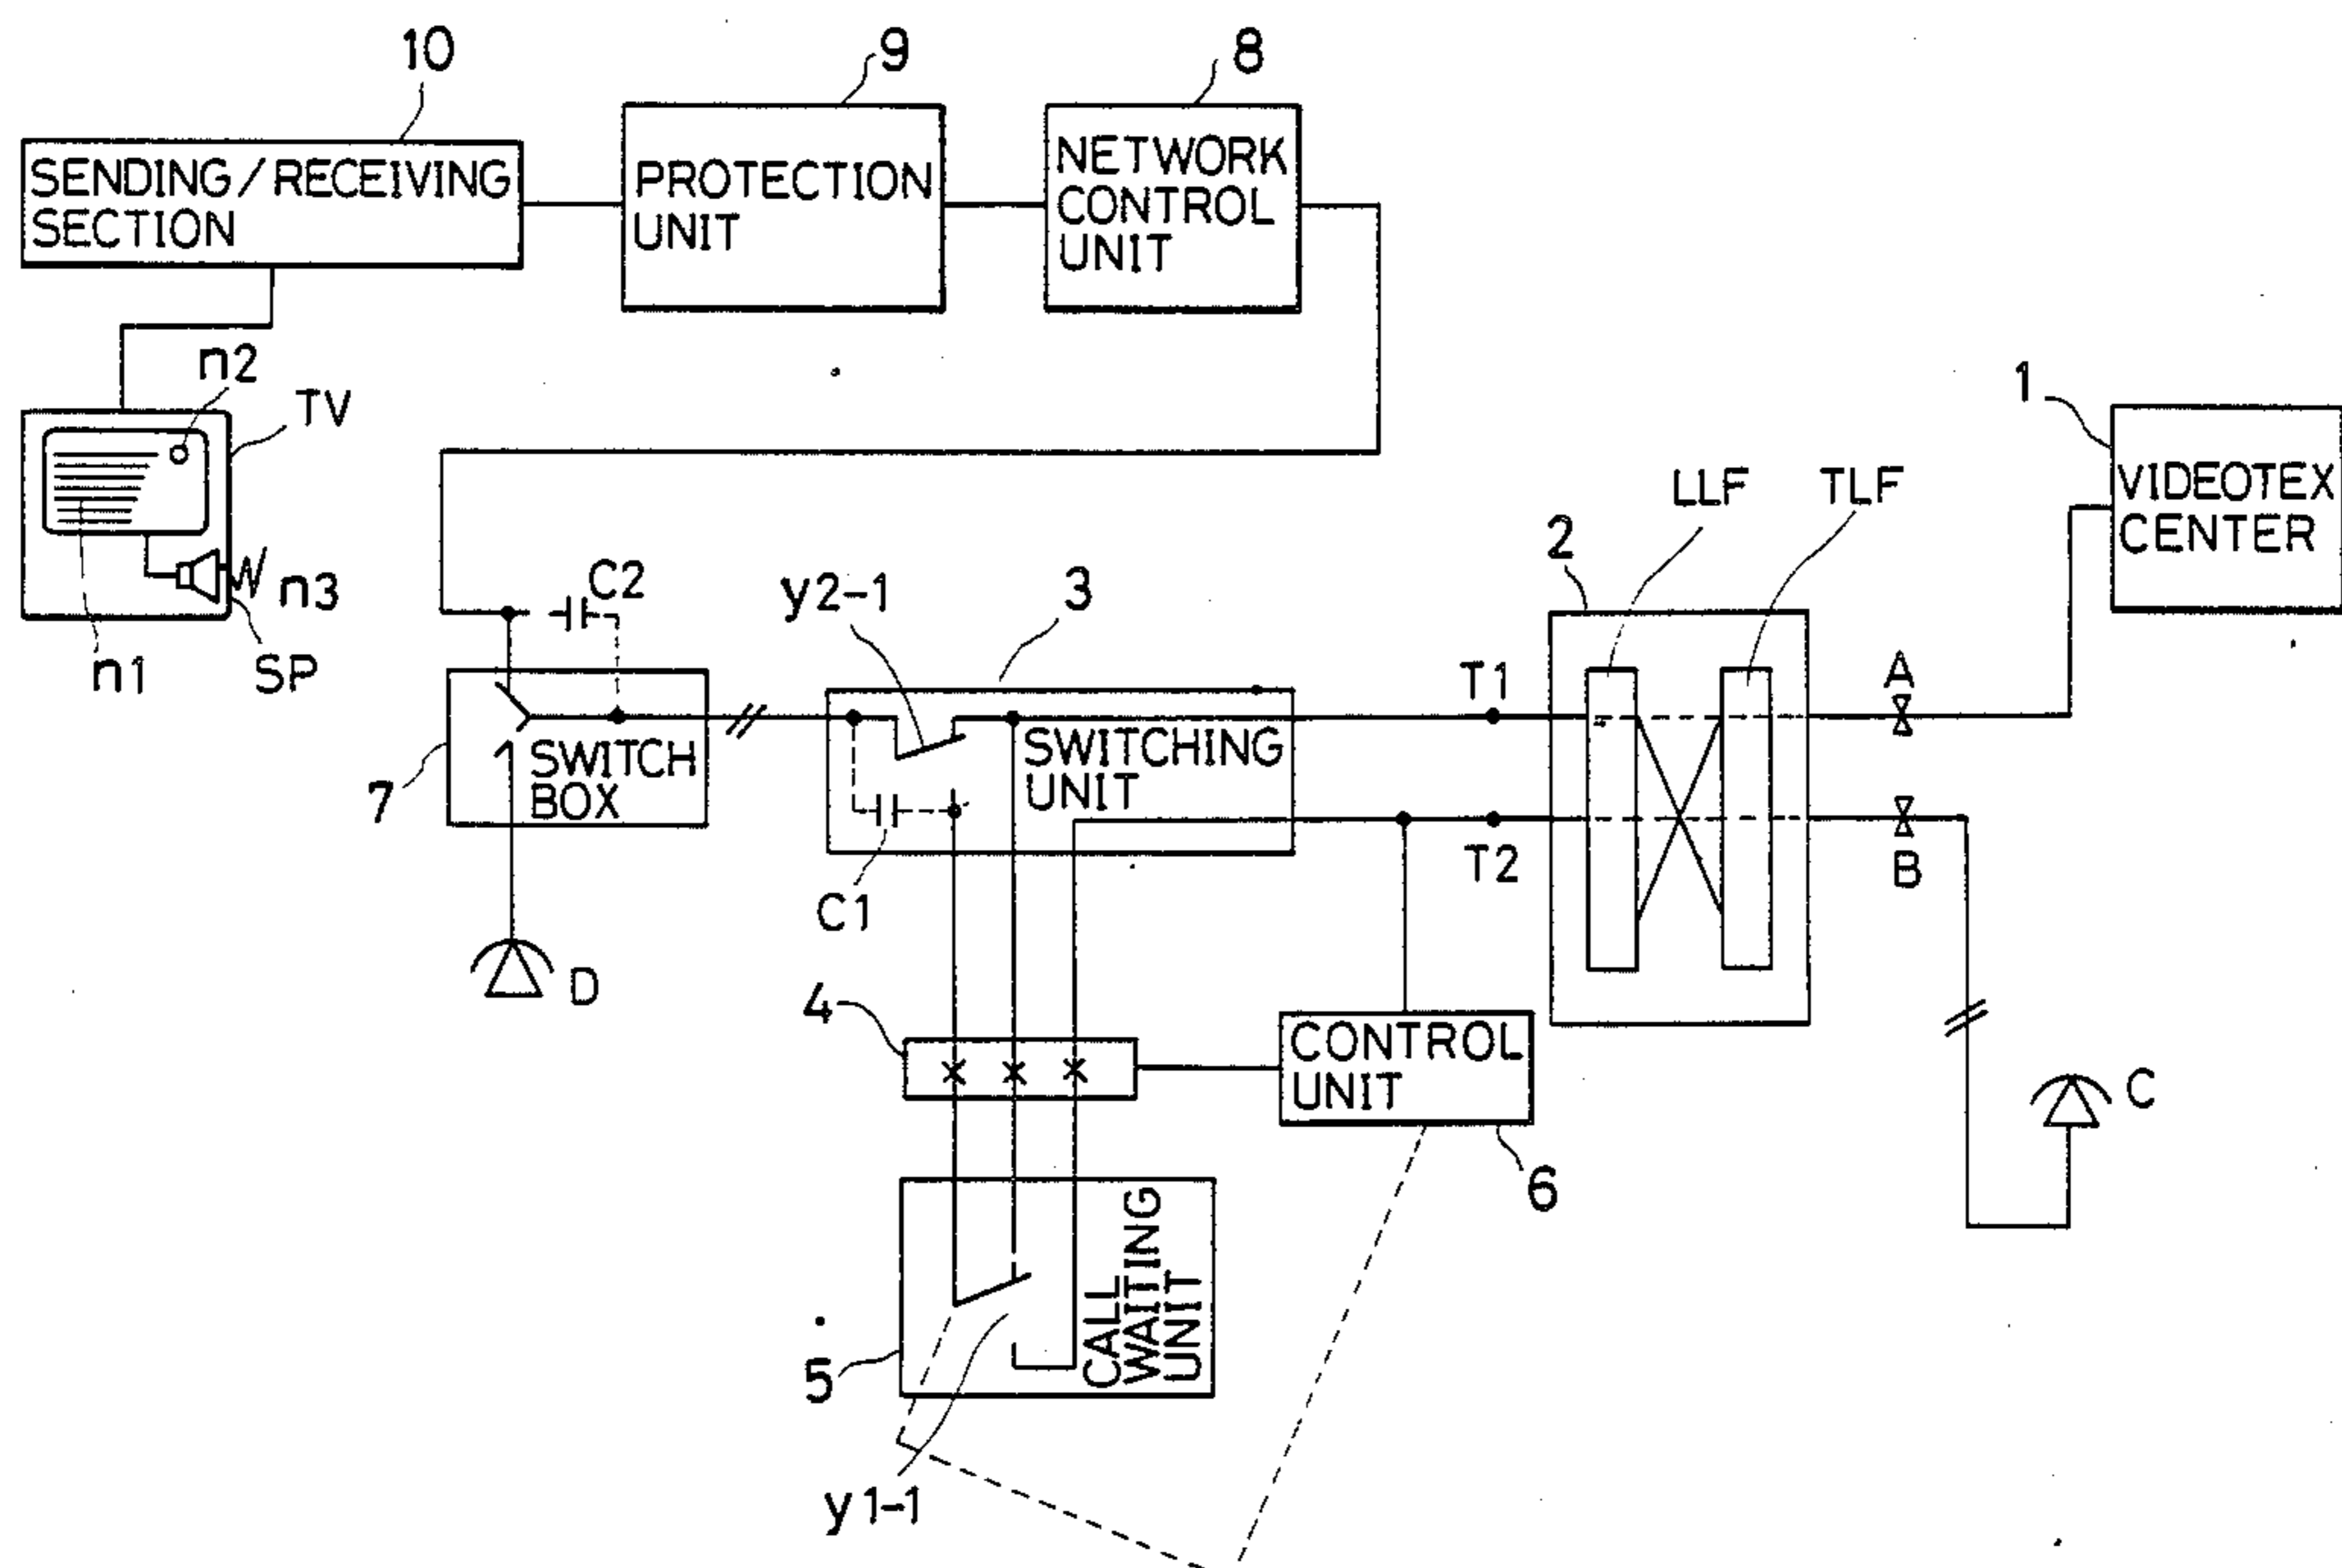 10
9
8
SENDING/RECEIVING
SECTION
PROTECTION
UNIT
NETWORK
CONTROL
UNIT
n2
TV
n1
SP
n3
1
VIDEOTEX
CENTER
LLF
TLF
2
C2
y2-1
3
T1
A
7
SWITCH
BOX
SWITCHING
UNIT
C1
T2
B
D
4
CONTROL
UNIT
6
C
5
CALL
WAITING
UNIT
y1-1